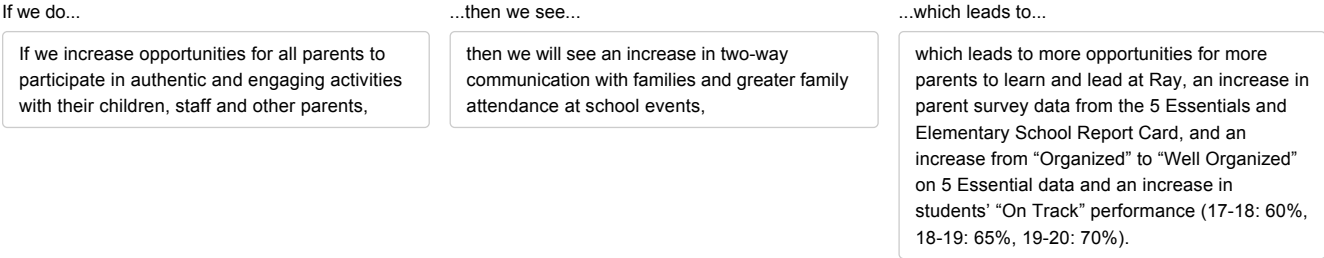 If we do...
If we increase opportunities for all parents to
participate in authentic and engaging activities
with their children, staff and other parents,
...then we see...
then we will see an increase in two-way
communication with families and greater family
attendance at school events,
...which leads to...
which leads to more opportunities for more
parents to learn and lead at Ray, an increase in
parent survey data from the 5 Essentials and
Elementary School Report Card, and an
increase from “Organized” to “Well Organized”
on 5 Essential data and an increase in
students’ “On Track” performance (17-18: 60%,
18-19: 65%, 19-20: 70%).